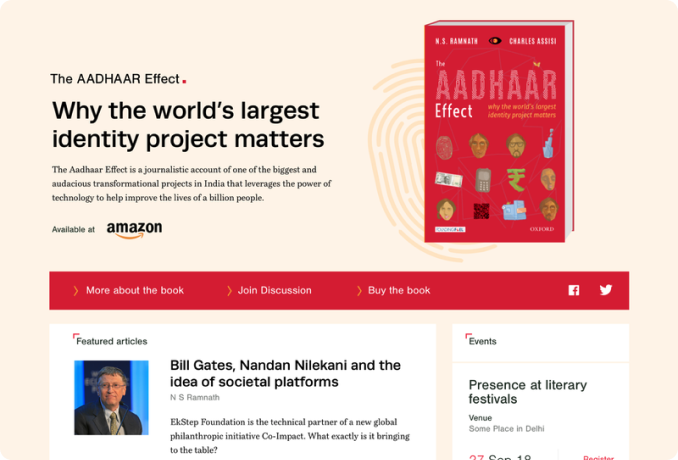 The AADHAAR Effect.
Why the world's largest
identity project matters
The Aadhaar Effect is a journalistic account of one of the biggest and
audacious transformational projects in India that leverages the power of
technology to help improve the lives of a billion people.
Available at amazon
N.S. RAMNATH CHARLES ASSISI
The
AADHAAR
Effect why the world's largest
identity project matters
OXFORD
More about the book Join Discussion Buy the book
Featured articles
Bill Gates, Nandan Nilekani and the
idea of societal platforms
N S Ramnath
EkStep Foundation is the technical partner of a new global
philanthropic initiative Co-Impact. What exactly is it bringing
to the table?
Events
Presence at literary
festivals
Venue
Some Place in Delhi
27 Sep 18 Register